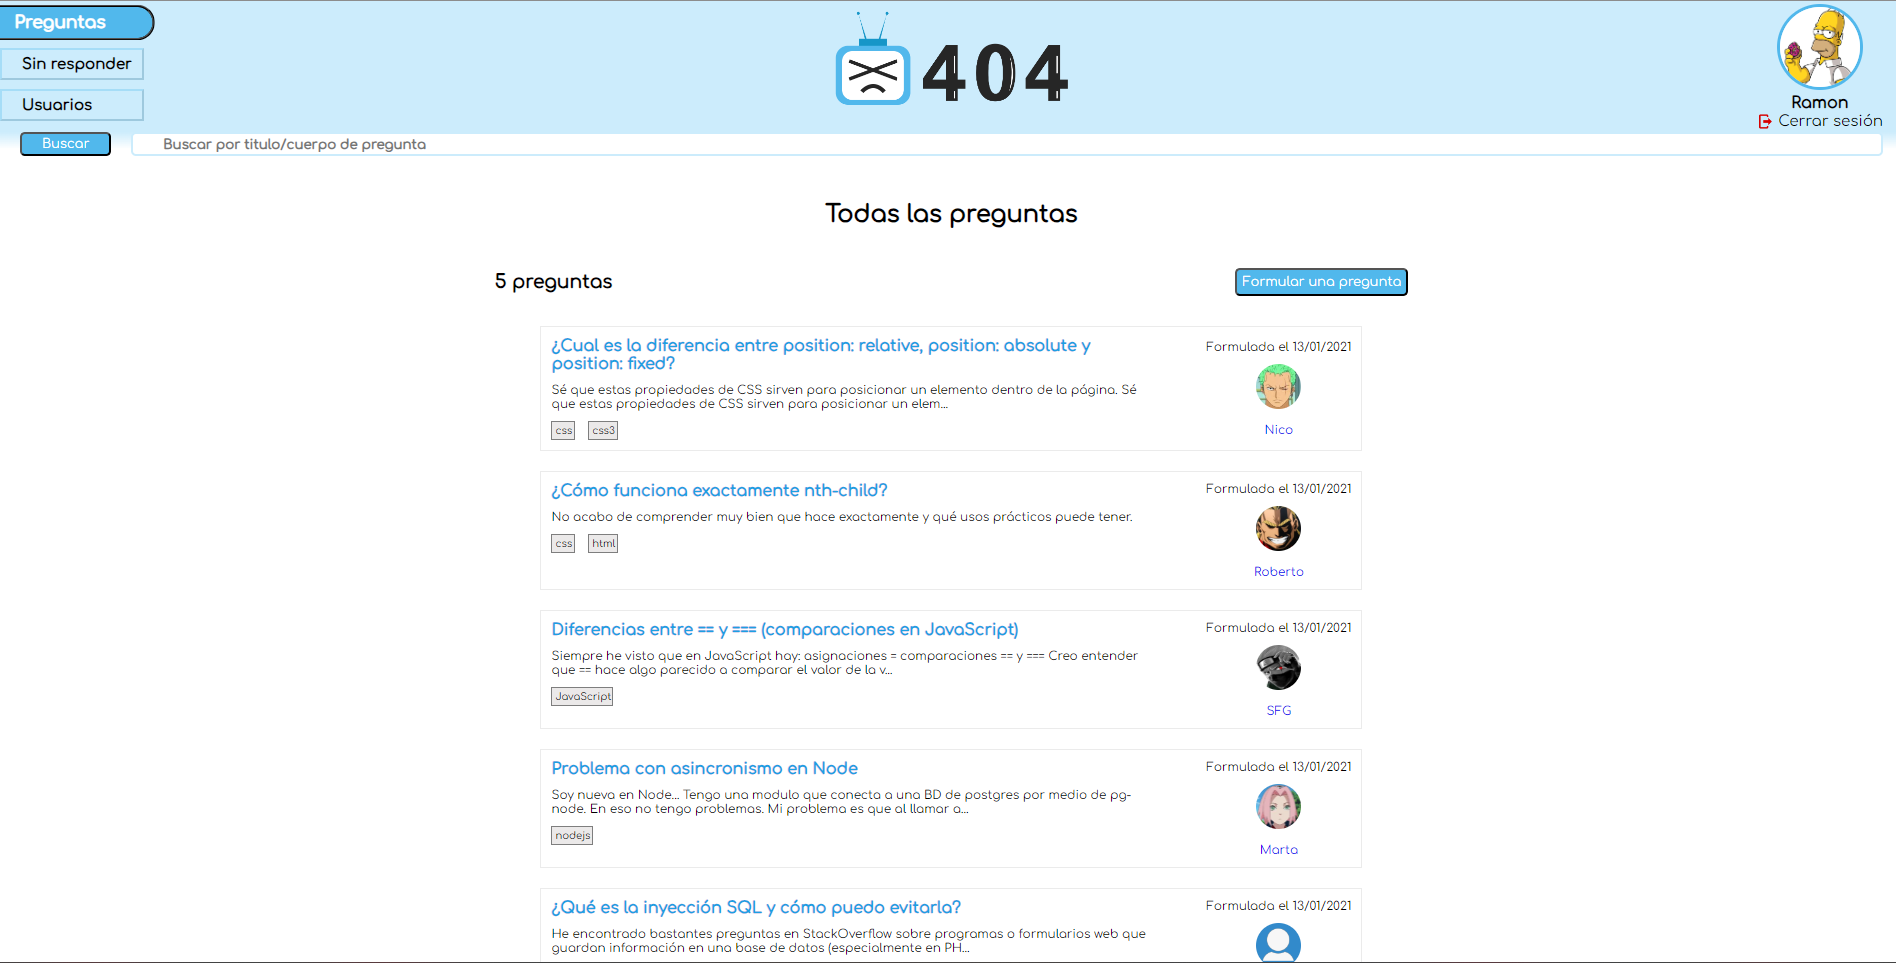 Preguntas
Sin responder
Usuarios
404
Ramon
Cerrar sesión
Buscar
Buscar por titulo/cuerpo de pregunta
Todas las preguntas
5 preguntas
Formular una pregunta
¿Cual es la diferencia entre position: relative, position: absolute y
position: fixed?
Sé que estas propiedades de CSS sirven para posicionar un elemento dentro de la página. Sé
que estas propiedades de CSS sirven para posicionar un elem...
css css3
Formulada el 13/01/2021
Nico
¿Cómo funciona exactamente nth-child?
No acabo de comprender muy bien que hace exactamente y qué usos prácticos puede tener.
css html
Formulada el 13/01/2021
Roberto
Diferencias entre == y === (comparaciones en JavaScript)
Siempre he visto que en JavaScript hay: asignaciones = comparaciones == y === Creo entender
que == hace algo parecido a comparar el valor de la v...
JavaScript
Formulada el 13/01/2021
SFG
Problema con asincronismo en Node
Soy nueva en Node... Tengo una modulo que conecta a una BD de postgres por medio de pg-
node. En eso no tengo problemas. Mi problema es que al llamar a...
nodejs
Formulada el 13/01/2021
Marta
¿Qué es la inyección SQL y cómo puedo evitarla?
He encontrado bastantes preguntas en StackOverflow sobre programas o formularios web que
guardan información en una base de datos (especialmente en PH...
Formulada el 13/01/2021